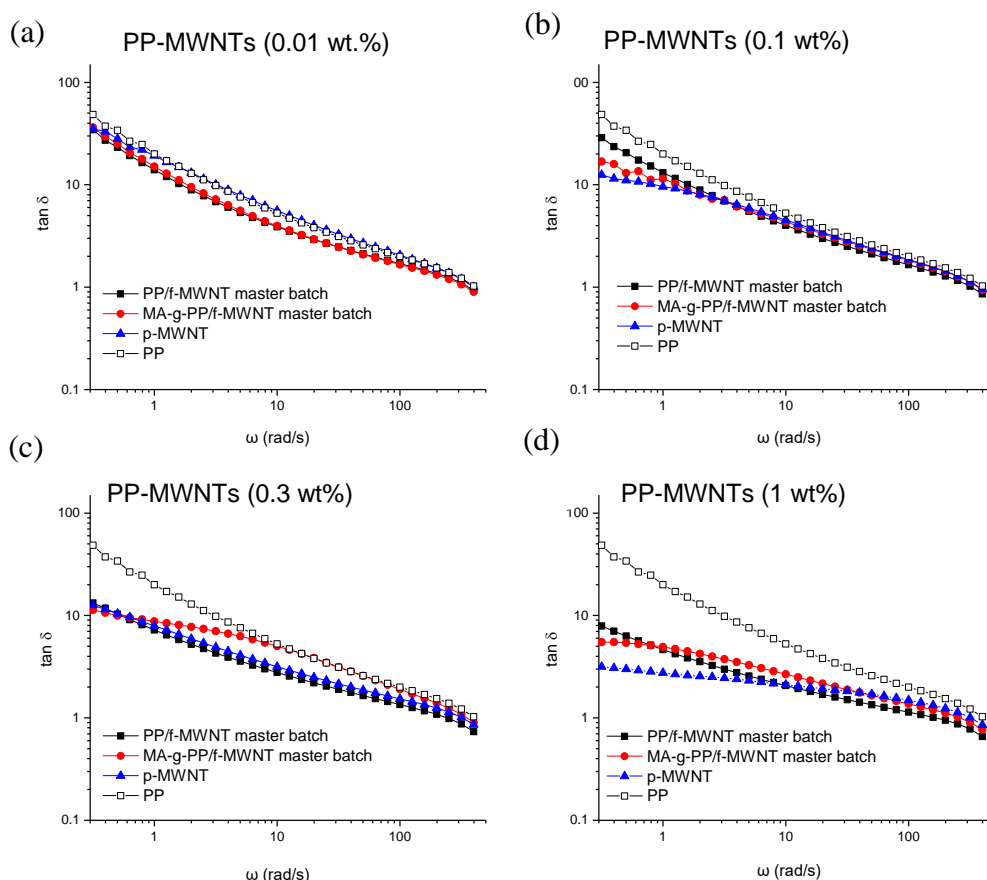 (a)
PP-MWNTs (0.01 wt.%)
100
10
1
0.1
tan δ
PP/f-MWNT master batch
MA-g-PP/f-MWNT master batch
p-MWNT
PP
1
10
100
ω (rad/s)
(b)
PP-MWNTs (0.1 wt%)
00
10
1
0.1
tan δ
PP/f-MWNT master batch
MA-g-PP/f-MWNT master batch
p-MWNT
PP
1
10
100
ω (rad/s)
(c)
PP-MWNTs (0.3 wt%)
100
10
1
0.1
tan δ
PP/f-MWNT master batch
MA-g-PP/f-MWNT master batch
p-MWNT
PP
1
10
100
ω (rad/s)
(d)
PP-MWNTs (1 wt%)
100
10
1
0.1
tan δ
PP/f-MWNT master batch
MA-g-PP/f-MWNT master batch
p-MWNT
PP
1
10
100
ω (rad/s)